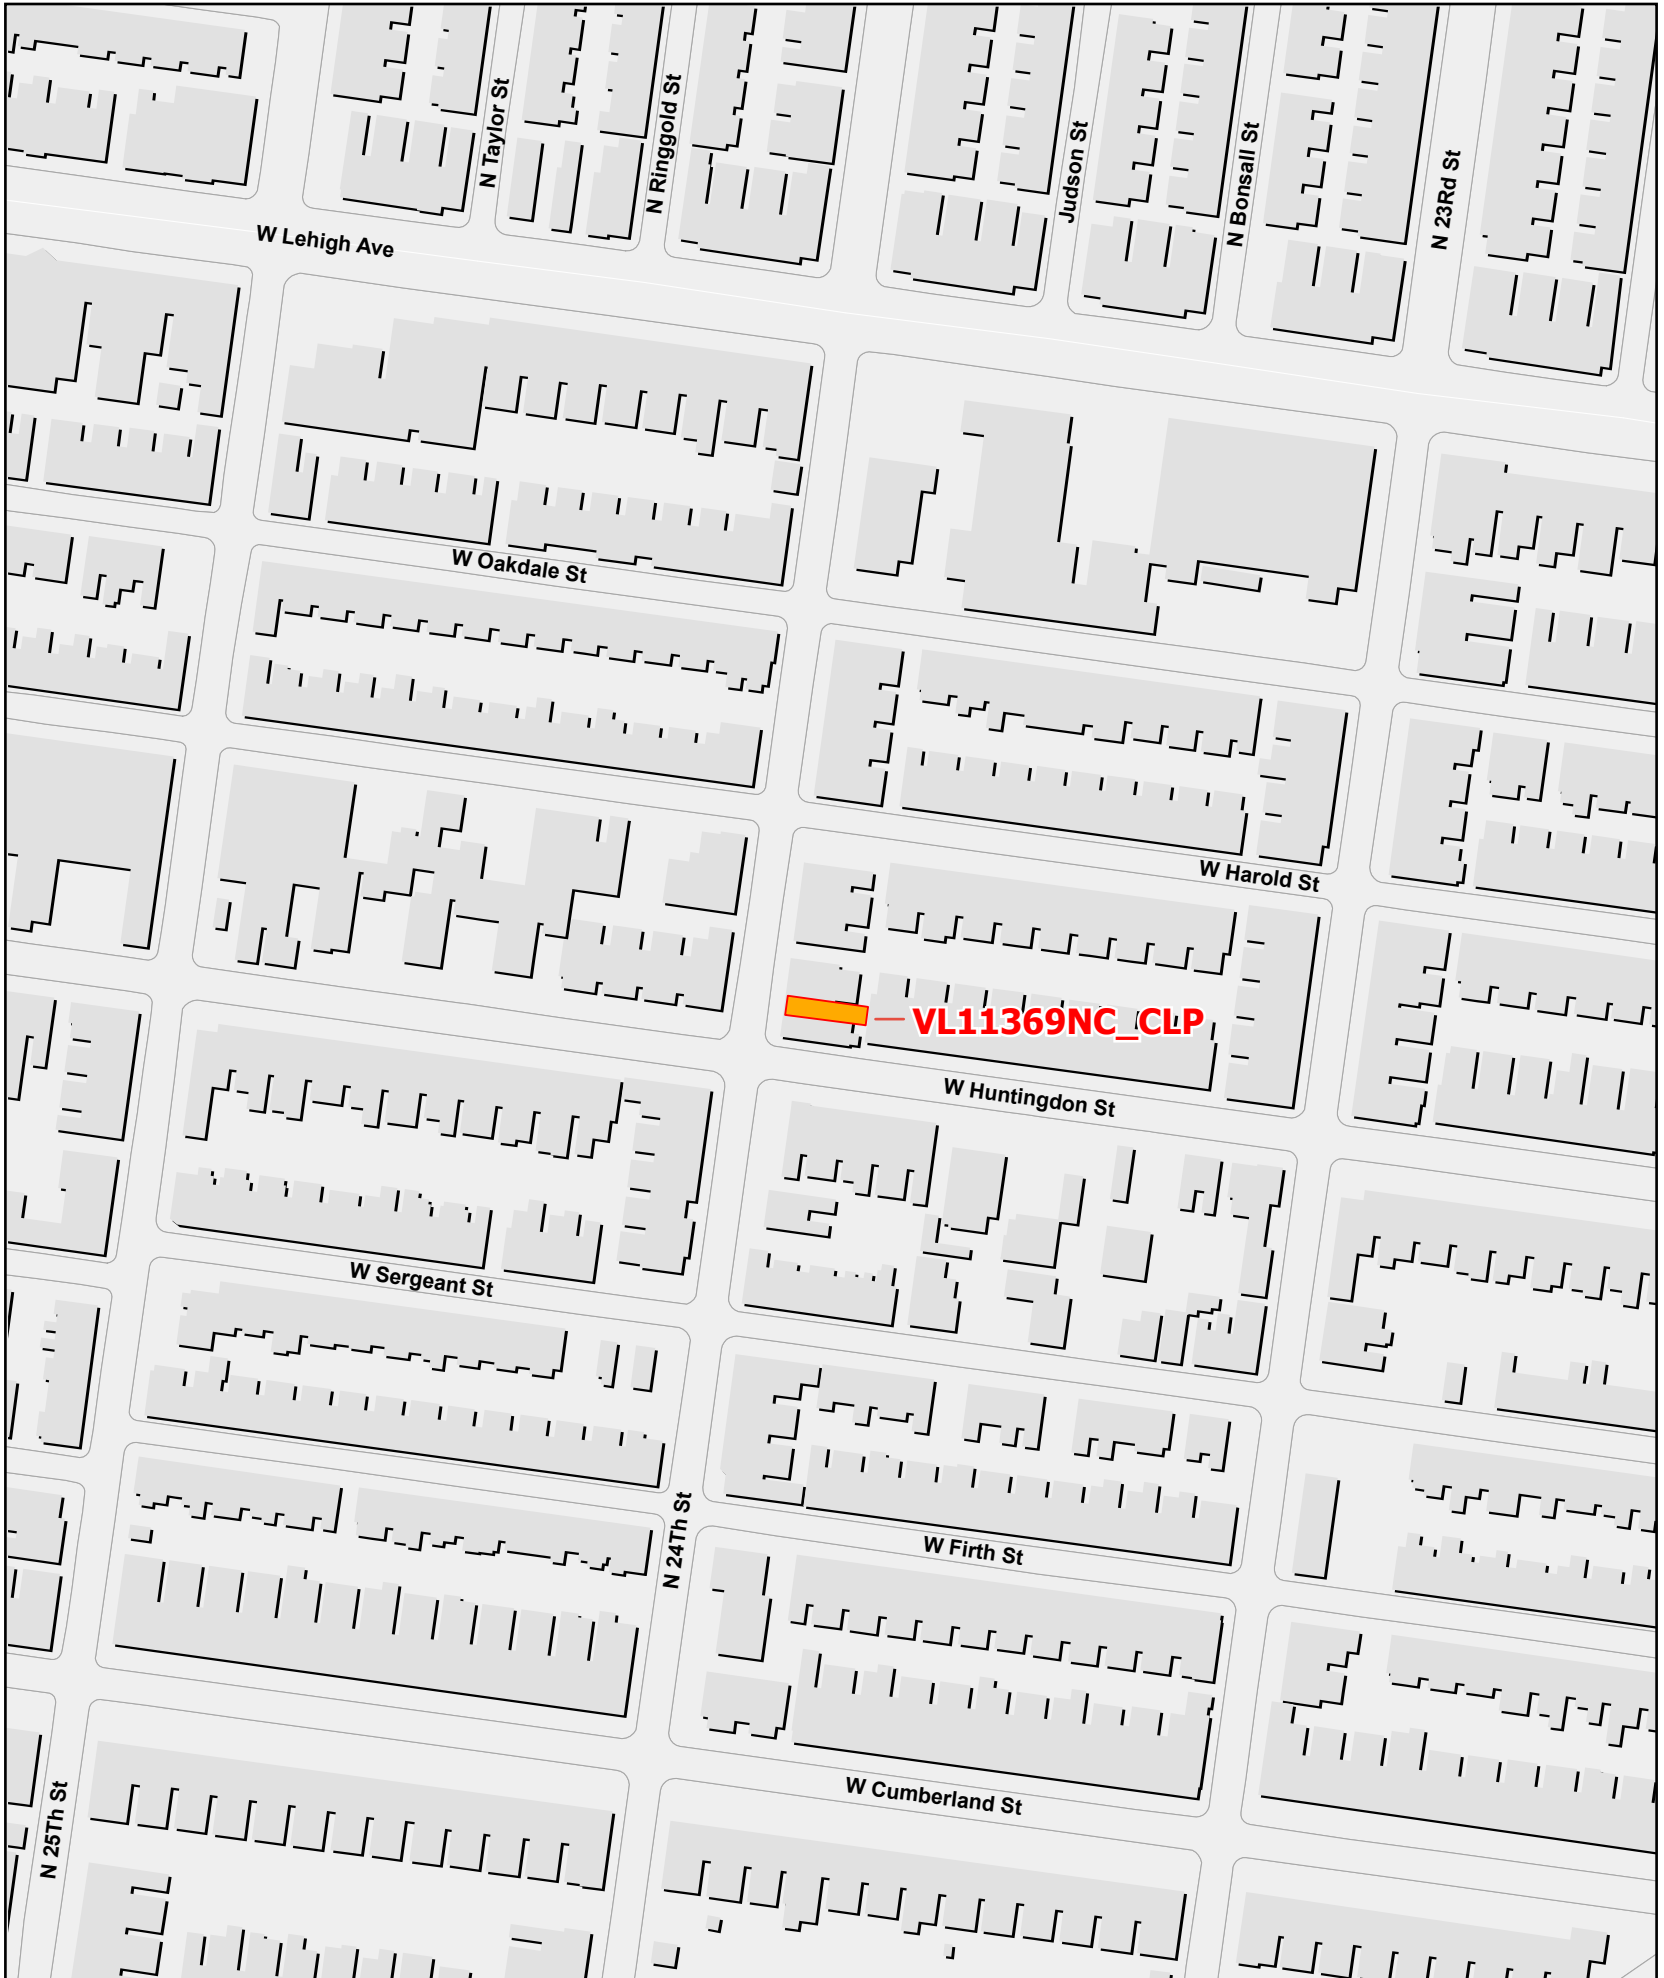 N Taylor St
N Ringgold St
Judson St
N Bonsall St
N 23Rd St
W Lehigh Ave
W Oakdale St
W Harold St
VL11369NC_CLP
W Huntingdon St
W Sergeant St
N 24Th St
W Firth St
N 25Th St
W Cumberland St